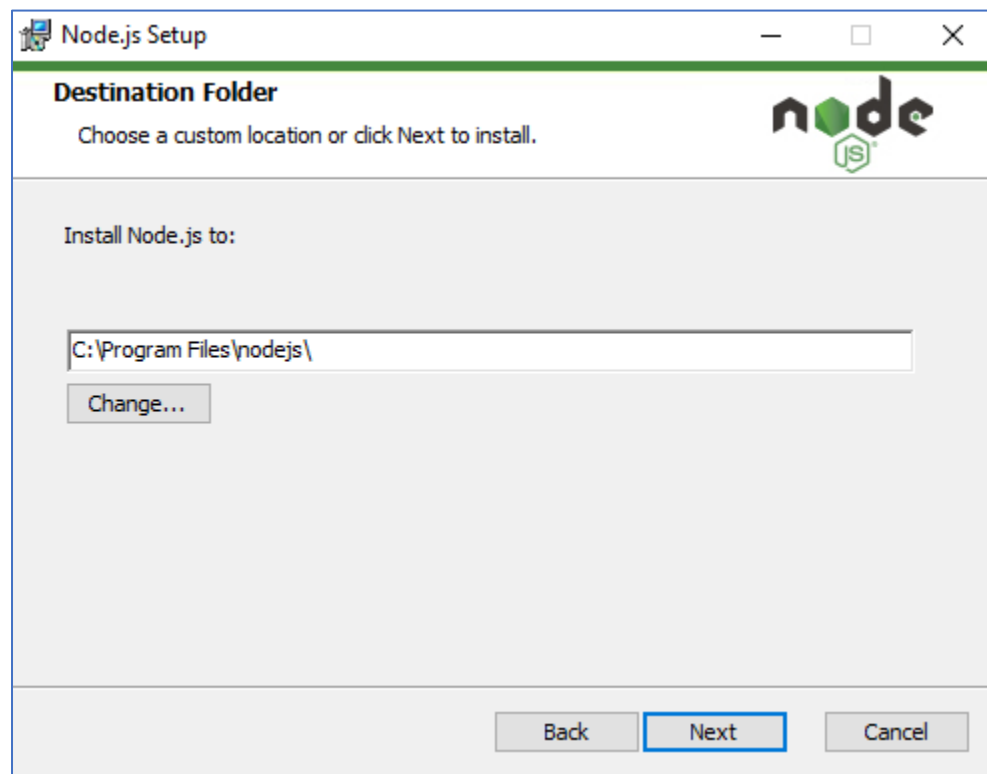 Node.js Setup
Destination Folder
Choose a custom location or click Next to install.
node
JS®
Install Node.js to:
C:\Program Files\nodejs\
Change...
Back Next Cancel